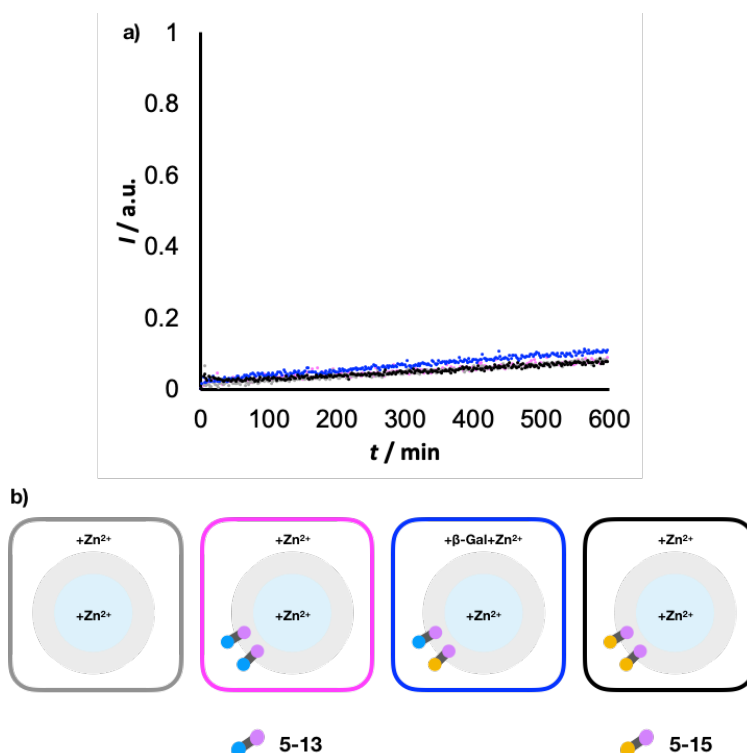 a)
I / a.u.
1
0.8
0.6
0.4
0.2
0
0 100 200 300 400 500 600
t / min
b)
+Zn²⁺ +Zn²⁺ +β-Gal+Zn²⁺ +Zn²⁺
+Zn²⁺ +Zn²⁺ +Zn²⁺ +Zn²⁺
5-13 5-15